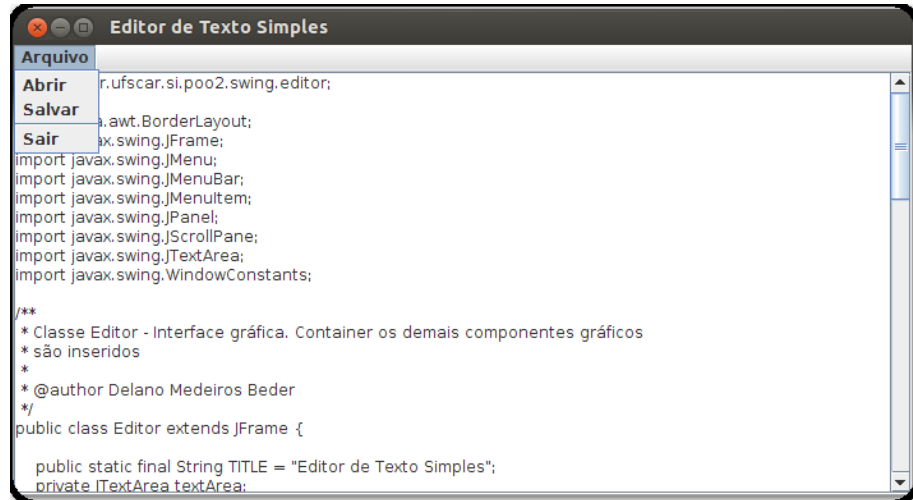 Editor de Texto Simples
Arquivo
Abrir
Salvar
Sair
r.ufscar.si.poo2.swing.editor;
.awt.BorderLayout;
x.swing.JFrame;
import javax.swing.JMenu;
import javax.swing.JMenuBar;
import javax.swing.JMenuItem;
import javax.swing.JPanel;
import javax.swing.JScrollPane;
import javax.swing.JTextArea;
import javax.swing.WindowConstants;
/**
* Classe Editor - Interface gráfica. Container os demais componentes gráficos
* são inseridos
*
* @author Delano Medeiros Beder
*/
public class Editor extends JFrame {
public static final String TITLE = "Editor de Texto Simples";
private JTextArea textArea;